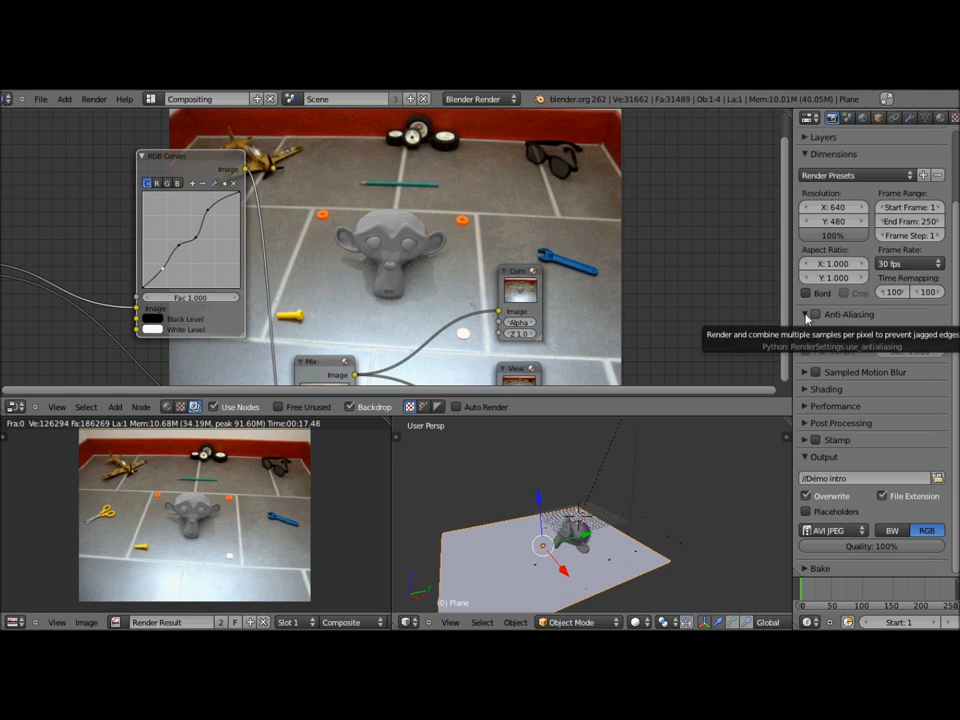 File Add Render Help Compositing Scene 3 Blender Render blender.org 262 | Ve:31662 | Fa:31489 | Ob:1-4 | La:1 | Mem:10.01M (40.05M) | Plane
RGB Curves
Image
C R G B
Fac 1.000
Image
Black Level
White Level
Mix
Image
Com
Image
Alpha
Z 1.0
View
View Select Add Node Use Nodes Free Unused Backdrop Auto Render
Fra:0 Ve:126294 Fa:186269 La:1 Mem:10.68M (34.19M, peak 91.60M) Time:00:17.48
User Persp
(0) Plane
View Image Render Result 2 F Slot 1 Composite
View Select Object Object Mode Global
Layers
Dimensions
Render Presets
Resolution: Frame Range:
X: 640 Start Frame: 1
Y: 480 End Fram: 250
100% Frame Step: 1
Aspect Ratio: Frame Rate:
X: 1.000 30 fps
Y: 1.000 Time Remapping:
Bord Crop 100 100
Anti-Aliasing
Render and combine multiple samples per pixel to prevent jagged edges
Python: RenderSettings.use_antialiasing
Sampled Motion Blur
Shading
Performance
Post Processing
Stamp
Output
//Démo intro
Overwrite File Extension
Placeholders
AVI JPEG BW RGB
Quality: 100%
Bake
0 50 100 150 200 250
Start: 1